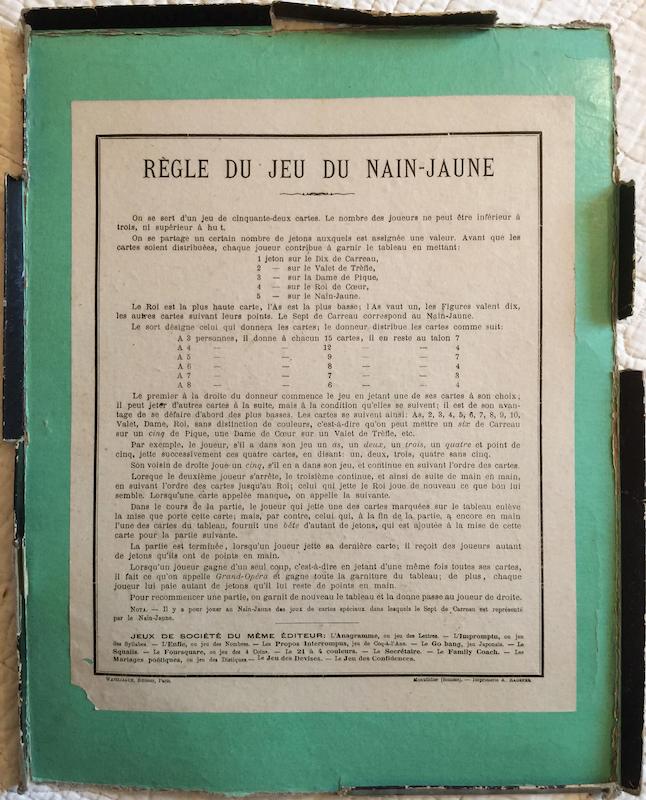 RÈGLE DU JEU DU NAIN-JAUNE
On se sert d'un jeu de cinquante-deux cartes. Le nombre des joueurs ne peut être inférieur à
trois, ni supérieur à hu t.
On se partage un certain nombre de jetons auxquels est assignée une valeur. Avant que les
cartes soient distribuées, chaque joueur contribue à garnir le tableau en mettant:
1 jeton sur le Dix de Carreau,
2 — sur le Valet de Trèfle,
3 — sur la Dame de Pique,
4 — sur le Roi de Cœur,
5 — sur le Nain-Jaune.
Le Roi est la plus haute carte, l'As est la plus basse; l As vaut un, les Figures valent dix,
les autres cartes suivant leurs points. Le Sept de Carreau correspond au Nain-Jaune.
Le sort désigne celui qui donnera les cartes; le donneur distribue les cartes comme suit:
A 3 personnes, il donne à chacun 15 cartes, il en reste au talon 7
A 4 — 12 — — 4
A 5 — 9 — — 7
A 6 — 8 — — 4
A 7 — 7 — — 3
A 8 — 6 — — 4
Le premier à la droite du donneur commence le jeu en jetant une de ses cartes à son choix;
il peut jeter d'autres cartes à la suite, mais à la condition qu'elles se suivent; il est de son avan-
tage de se défaire d'abord des plus basses. Les cartes se suivent ainsi: As, 2, 3, 4, 5, 6, 7, 8, 9, 10,
Valet, Dame, Roi, sans distinction de couleurs, c'est-à-dire qu'on peut mettre un six de Carreau
sur un cinq de Pique, une Dame de Cœur sur un Valet de Trèfle, etc.
Par exemple, le joueur, s'il a dans son jeu un as, un deux, un trois, un quatre et point de
cinq, jette successivement ces quatre cartes, en disant: un, deux, trois, quatre sans cinq.
Son voisin de droite joue un cinq, s'il en a dans son jeu, et continue en suivant l'ordre des cartes.
Lorsque le deuxième joueur s'arrête, le troisième continue, et ainsi de suite de main en main,
en suivant l'ordre des cartes jusqu'au Roi; celui qui jette le Roi joue de nouveau ce que bon lui
semble. Lorsqu'une carte appelée manque, on appelle la suivante.
Dans le cours de la partie, le joueur qui jette une des cartes marquées sur le tableau enlève
la mise que porte cette carte; mais, par contre, celui qui, à la fin de la partie, a encore en main
l'une des cartes du tableau, fournit une bête d'autant de jetons, qui est ajoutée à la mise de cette
carte pour la partie suivante.
La partie est terminée, lorsqu'un joueur jette sa dernière carte; il reçoit des joueurs autant
de jetons qu'ils ont de points en main.
Lorsqu'un joueur gagne d'un seul coup, c'est-à-dire en jetant d'une même fois toutes ses cartes,
il fait ce qu'on appelle Grand-Opéra et gagne toute la garniture du tableau; de plus, chaque
joueur lui paie autant de jetons qu'il lui reste de points en main.
Pour recommencer une partie, on garnit de nouveau le tableau et la donne passe au joueur de droite.
NOTA. — Il y a pour jouer au Nain-Jaune des jeux de cartes spéciaux dans lesquels le Sept de Carreau est représenté
par le Nain-Jaune.
JEUX DE SOCIÉTÉ DU MÊME ÉDITEUR: L'Anagramme, ou jeu des Lettres. — L'Impromptu, ou jeu
des Syllabes. — L'Enfle, ou jeu des Nombres. — Les Propos Interrompus, jeu de Coq-à-l'Ane. — Le Go bang, jeu Japonais. — Le
Squalls. — Le Foursquare, ou jeu des 4 Coins. — Le 21 à 4 couleurs. — Le Secrétaire. — Le Family Coach. — Les
Mariages poétiques, ou jeu des Distiques.— Le Jeu des Devises. — Le Jeu des Confidences.
Éditeur, Paris.
Montdidier (Somme). — Imprimerie A.